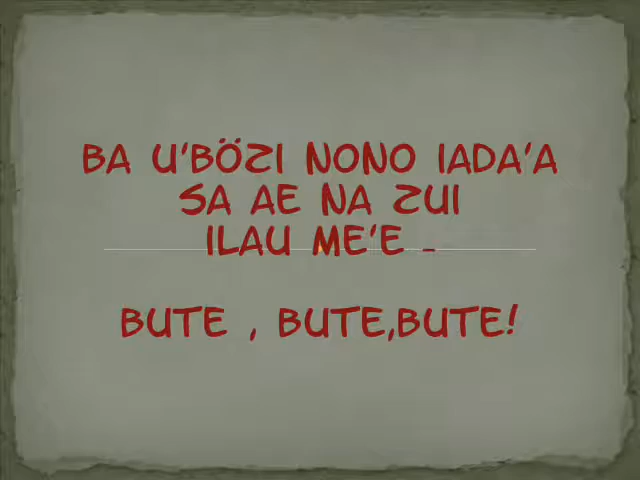 BA U'BÖZI NONO IADA'A
SA AE NA ZUI
ILAU ME'E -
BUTE , BUTE,BUTE!